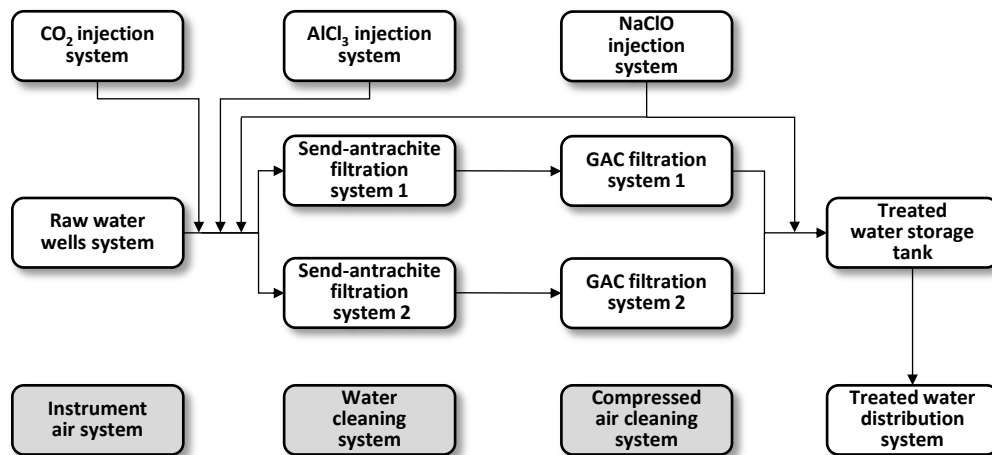 CO₂ injection
system
AlCl₃ injection
system
NaClO
injection
system
Send-antrachite
filtration
system 1
GAC filtration
system 1
Raw water
wells system
Treated
water storage
tank
Send-antrachite
filtration
system 2
GAC filtration
system 2
Instrument
air system
Water
cleaning
system
Compressed
air cleaning
system
Treated water
distribution
system